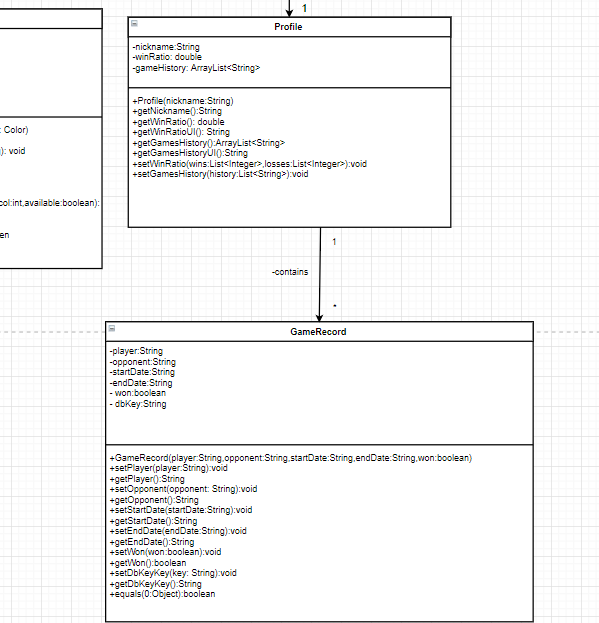 1
Profile
-nickname:String
-winRatio: double
-gameHistory: ArrayList<String>
+Profile(nickname:String)
+getNickname():String
+getWinRatio(): double
+getWinRatioUI(): String
+getGamesHistory():ArrayList<String>
+getGamesHistoryUI():String
+setWinRatio(wins:List<Integer>,losses:List<Integer>):void
+setGamesHistory(history:List<String>):void
: Color)
): void
col:int,available:boolean):
en
1
-contains
*
GameRecord
-player:String
-opponent:String
-startDate:String
-endDate:String
- won:boolean
- dbKey:String
+GameRecord(player:String,opponent:String,startDate:String,endDate:String,won:boolean)
+setPlayer(player:String):void
+getPlayer():String
+setOpponent(opponent: String):void
+getOpponent():String
+setStartDate(startDate:String):void
+getStartDate():String
+setEndDate(endDate:String):void
+getEndDate():String
+setWon(won:boolean):void
+getWon():boolean
+setDbKeyKey(key: String):void
+getDbKeyKey():String
+equals(0:Object):boolean